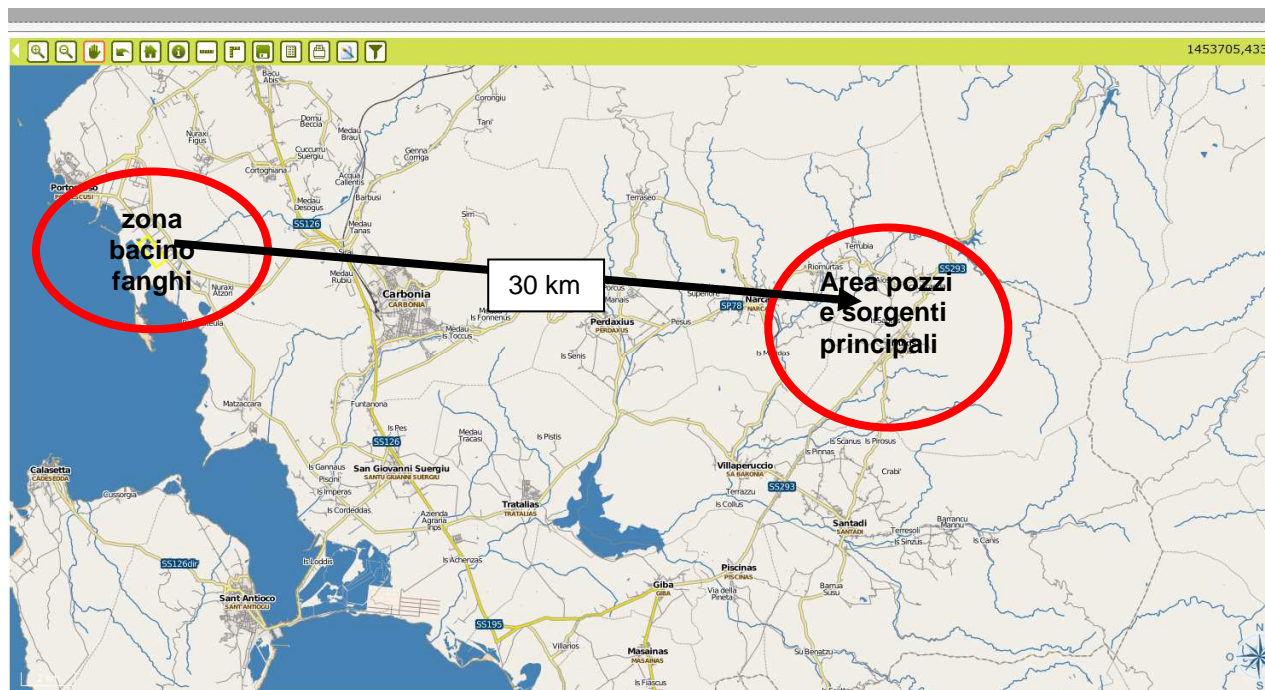 1453705,433
Bacu
Abis
Corongiu
Tani'
Dornu
Beccia
Medau
Brau
Nuraxi
Figus
Cuccurru
Suergiu
Genna
Corriga
Cortoghiana
Acqua
Callentis
Barbusi
Medau
Desogus
Terraseo
Sirri
SS126
Medau
Tanas
zona
bacino
fanghi
Sirai
Medau
Rubiu
Terrubia
Riomurtas
SS293
Nuraxi
Atzori
Carbonia
CARBONIA
30 km
Area pozzi
e sorgenti
principali
SP78
Perdaxius
PERDAXIUS
Pesus
Medau
Is Toccus
Is Fonnenus
Is Senis
Matzaccara
Funtanona
Is Pes
SS126
Medau
Tracasi
Is Pistis
Is Scanus
Is Pirosus
Is Pinnas
Crabi'
Calasetta
CADESEDDA
Cussorgia
Is Gannaus
Piscini
San Giovanni Suergiu
SANTU GIUANNI SUERGIU
Is Imperas
Is Cordeddas
Villaperuccio
SA BARONIA
SS293
Terrazzu
Is Collus
Tratalias
TRATALIAS
Azienda
Agraria
Inps
Santadi
SANTADI
Terresoli
Barrancu
Mannu
Is Sinzus
Is Canis
Is Loddis
Is Achenzas
SS126dir
Piscinas
PISCINAS
Giba
GIBA
Via della
Pineta
Barrua
Susu
Sant'Antioco
SANT'ANTIOGU
SS195
Villarios
Masainas
MASAINAS
Su Benatzu
Is Fiascus
N
O
S